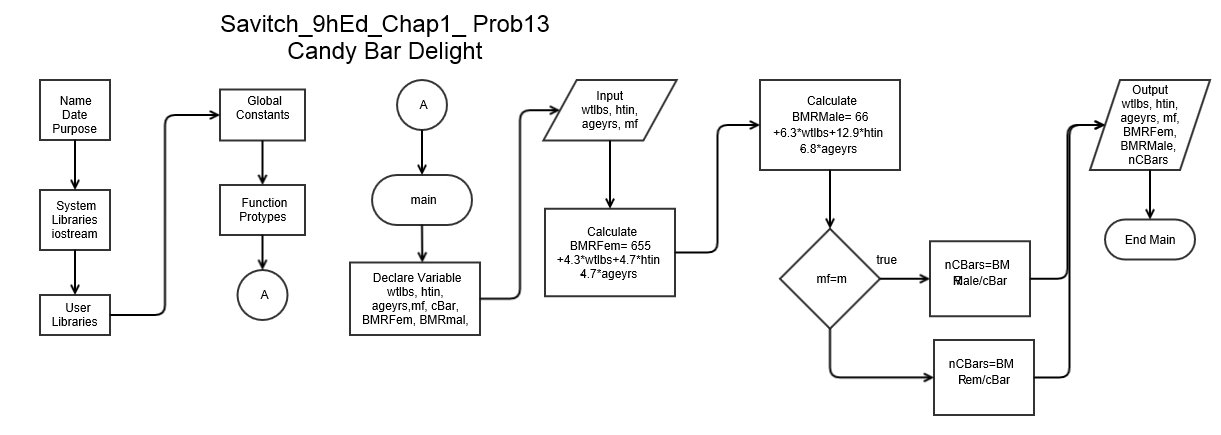 Savitch_9hEd_Chap1_ Prob13
Candy Bar Delight
Name
Date
Purpose
System
Libraries
iostream
User
Libraries
Global
Constants
Function
Protypes
A
A
main
Declare Variable
wtlbs, htin,
ageyrs,mf, cBar,
BMRFem, BMRmal,
Input
wtlbs, htin,
ageyrs, mf
Calculate
BMRFem= 655
+4.3*wtlbs+4.7*htin
4.7*ageyrs
Calculate
BMRMale= 66
+6.3*wtlbs+12.9*htin
6.8*ageyrs
mf=m
true
nCBars=BM
RMale/cBar
nCBars=BM
Rem/cBar
Output
wtlbs, htin,
ageyrs, mf,
BMRFem,
BMRMale,
nCBars
End Main